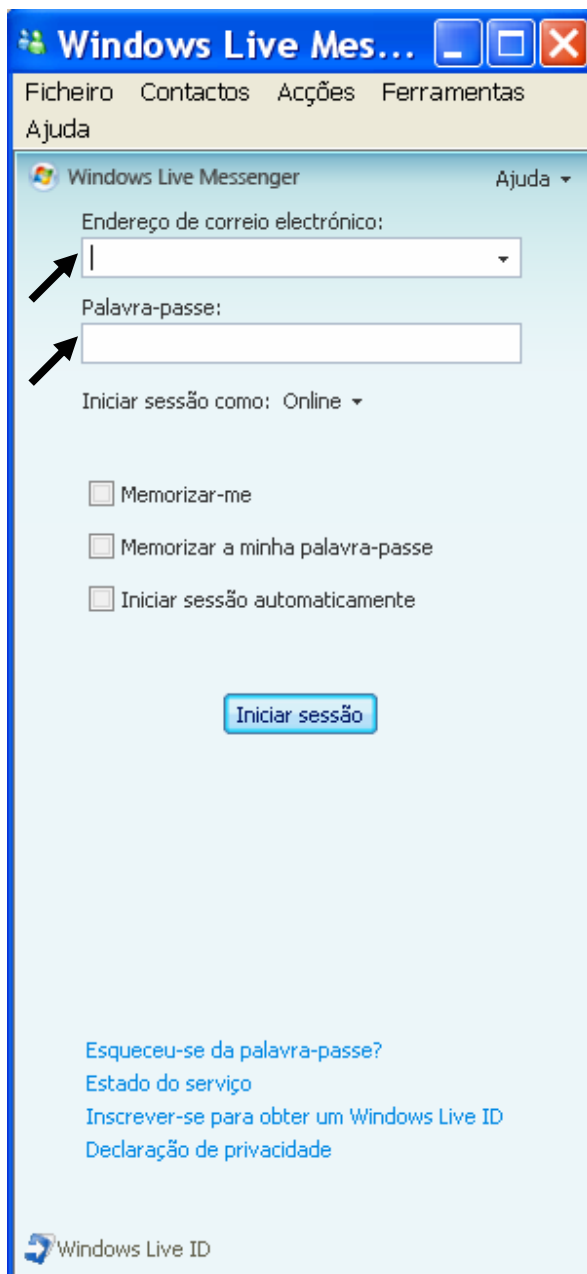 Windows Live Mes...
Ficheiro Contactos Acções Ferramentas
Ajuda
Windows Live Messenger Ajuda
Endereço de correio electrónico:
Palavra-passe:
Iniciar sessão como: Online
Memorizar-me
Memorizar a minha palavra-passe
Iniciar sessão automaticamente
Iniciar sessão
Esqueceu-se da palavra-passe?
Estado do serviço
Inscrever-se para obter um Windows Live ID
Declaração de privacidade
Windows Live ID